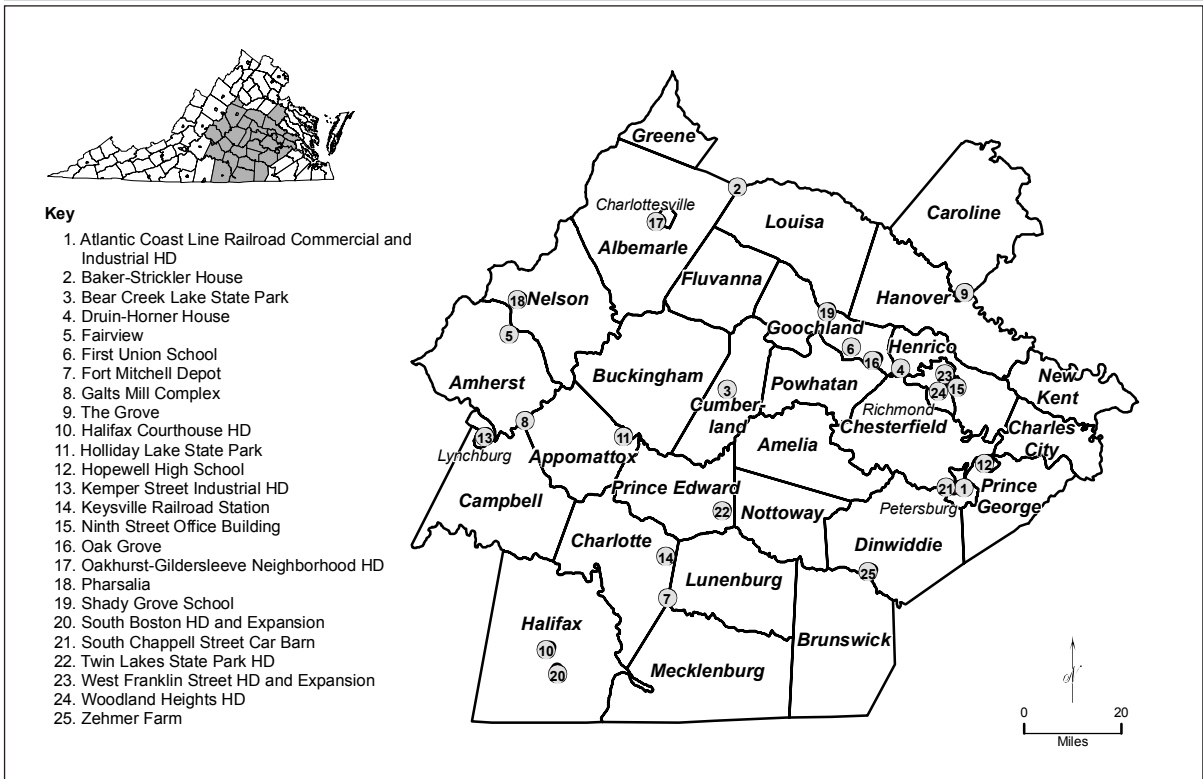 Key
1. Atlantic Coast Line Railroad Commercial and
Industrial HD
2. Baker-Strickler House
3. Bear Creek Lake State Park
4. Druin-Horner House
5. Fairview
6. First Union School
7. Fort Mitchell Depot
8. Galts Mill Complex
9. The Grove
10. Halifax Courthouse HD
11. Holliday Lake State Park
12. Hopewell High School
13. Kemper Street Industrial HD
14. Keysville Railroad Station
15. Ninth Street Office Building
16. Oak Grove
17. Oakhurst-Gildersleeve Neighborhood HD
18. Pharsalia
19. Shady Grove School
20. South Boston HD and Expansion
21. South Chappell Street Car Barn
22. Twin Lakes State Park HD
23. West Franklin Street HD and Expansion
24. Woodland Heights HD
25. Zehmer Farm
Greene
2
Charlottesville
17
Albemarle
Louisa
Caroline
Fluvanna
18 Nelson
Hanover 9
19
Goochland
5
6
16
Henrico
4
23
15
24
Amherst
Buckingham
3
Cumber-
land
Powhatan
Richmond
Chesterfield
New
Kent
8
13
Lynchburg
11
Appomattox
Amelia
Charles
City
12
Campbell
Prince Edward
22
Nottoway
21
1
Petersburg
Prince
George
Charlotte
14
Dinwiddie
25
Lunenburg
7
Halifax
10
20
Mecklenburg
Brunswick
N
0 20
Miles